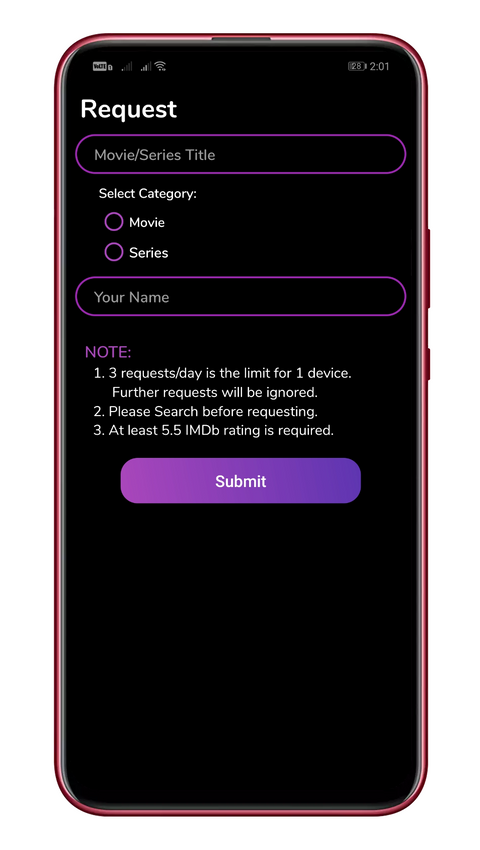 28 2:01
Request
Movie/Series Title
Select Category:
Movie
Series
Your Name
NOTE:
1. 3 requests/day is the limit for 1 device.
Further requests will be ignored.
2. Please Search before requesting.
3. At least 5.5 IMDb rating is required.
Submit